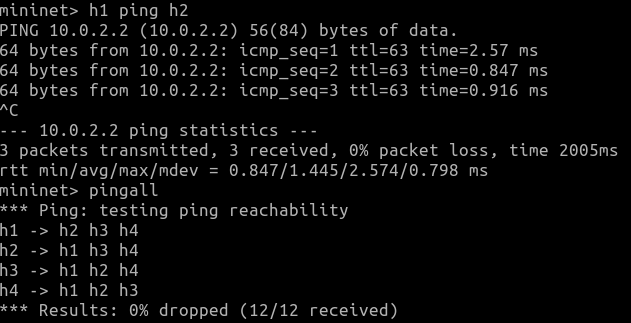 mininet> h1 ping h2
PING 10.0.2.2 (10.0.2.2) 56(84) bytes of data.
64 bytes from 10.0.2.2: icmp_seq=1 ttl=63 time=2.57 ms
64 bytes from 10.0.2.2: icmp_seq=2 ttl=63 time=0.847 ms
64 bytes from 10.0.2.2: icmp_seq=3 ttl=63 time=0.916 ms
^C
--- 10.0.2.2 ping statistics ---
3 packets transmitted, 3 received, 0% packet loss, time 2005ms
rtt min/avg/max/mdev = 0.847/1.445/2.574/0.798 ms
mininet> pingall
*** Ping: testing ping reachability
h1 -> h2 h3 h4
h2 -> h1 h3 h4
h3 -> h1 h2 h4
h4 -> h1 h2 h3
*** Results: 0% dropped (12/12 received)